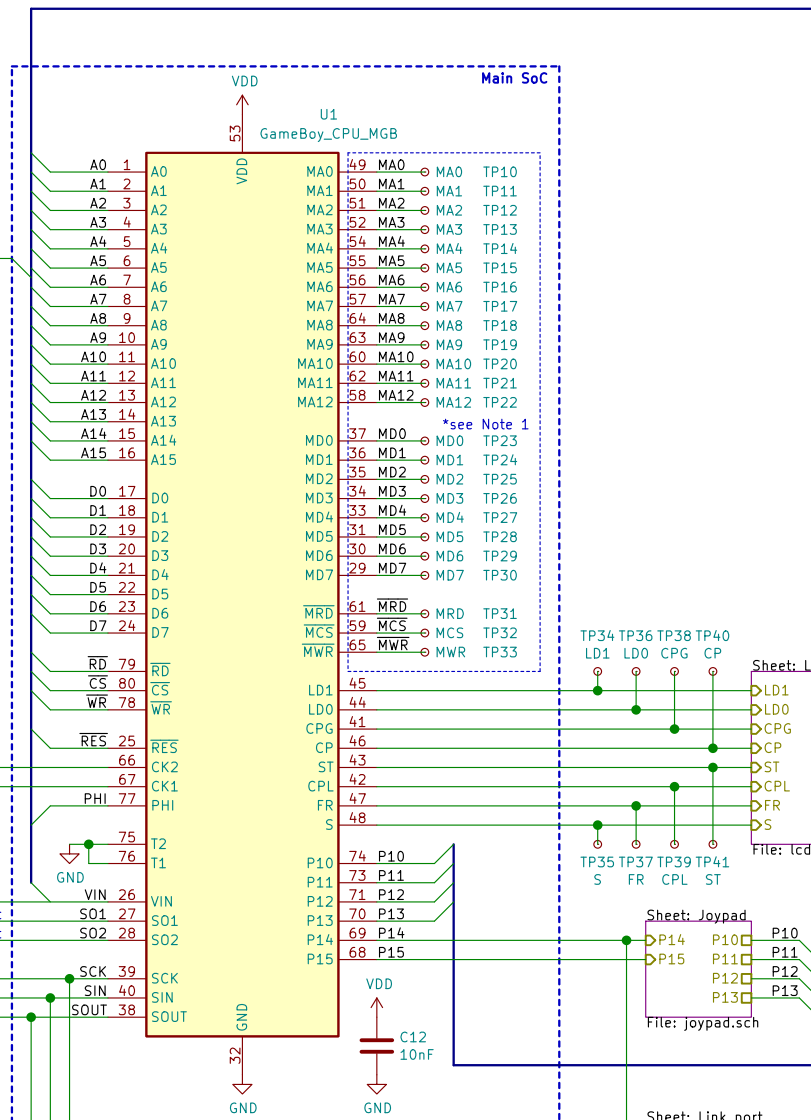 Main SoC
VDD
U1
GameBoy_CPU_MGB
53
VDD
A0 1 A0 MA0 49 MA0 MA0 TP10
A1 2 A1 MA1 50 MA1 MA1 TP11
A2 3 A2 MA2 51 MA2 MA2 TP12
A3 4 A3 MA3 52 MA3 MA3 TP13
A4 5 A4 MA4 54 MA4 MA4 TP14
A5 6 A5 MA5 55 MA5 MA5 TP15
A6 7 A6 MA6 56 MA6 MA6 TP16
A7 8 A7 MA7 57 MA7 MA7 TP17
A8 9 A8 MA8 64 MA8 MA8 TP18
A9 10 A9 MA9 63 MA9 MA9 TP19
A10 11 A10 MA10 60 MA10 MA10 TP20
A11 12 A11 MA11 62 MA11 MA11 TP21
A12 13 A12 MA12 58 MA12 MA12 TP22
A13 14 A13 *see Note 1
A14 15 A14 MD0 37 MD0 MD0 TP23
A15 16 A15 MD1 36 MD1 MD1 TP24
MD2 35 MD2 MD2 TP25
D0 17 D0 MD3 34 MD3 MD3 TP26
D1 18 D1 MD4 33 MD4 MD4 TP27
D2 19 D2 MD5 31 MD5 MD5 TP28
D3 20 D3 MD6 30 MD6 MD6 TP29
D4 21 D4 MD7 29 MD7 MD7 TP30
D5 22 D5
D6 23 D6 MRD 61 MRD MRD TP31
D7 24 D7 MCS 59 MCS MCS TP32
MWR 65 MWR MWR TP33
TP34 TP36 TP38 TP40
LD1 LD0 CPG CP
RD 79 RD
Sheet: L
CS 80 CS LD1 45 LD1
WR 78 WR LD0 44 LD0
CPG 41 CPG
RES 25 RES CP 46 CP
66 CK2 ST 43 ST
67 CK1 CPL 42 CPL
PHI 77 PHI FR 47 FR
S 48 S
75 T2
File: lcd
76 T1 P10 74 P10
TP35 TP37 TP39 TP41
S FR CPL ST
GND
P11 73 P11
VIN 26 VIN P12 71 P12
SO1 27 SO1 P13 70 P13
Sheet: Joypad
SO2 28 SO2 P14 69 P14 P14 P10 P10
P15 68 P15 P15 P11 P11
SCK 39 SCK P12 P12
SIN 40 SIN VDD P13 P13
SOUT 38 SOUT
File: joypad.sch
GND
32
C12
10nF
GND
GND
Sheet: Link port